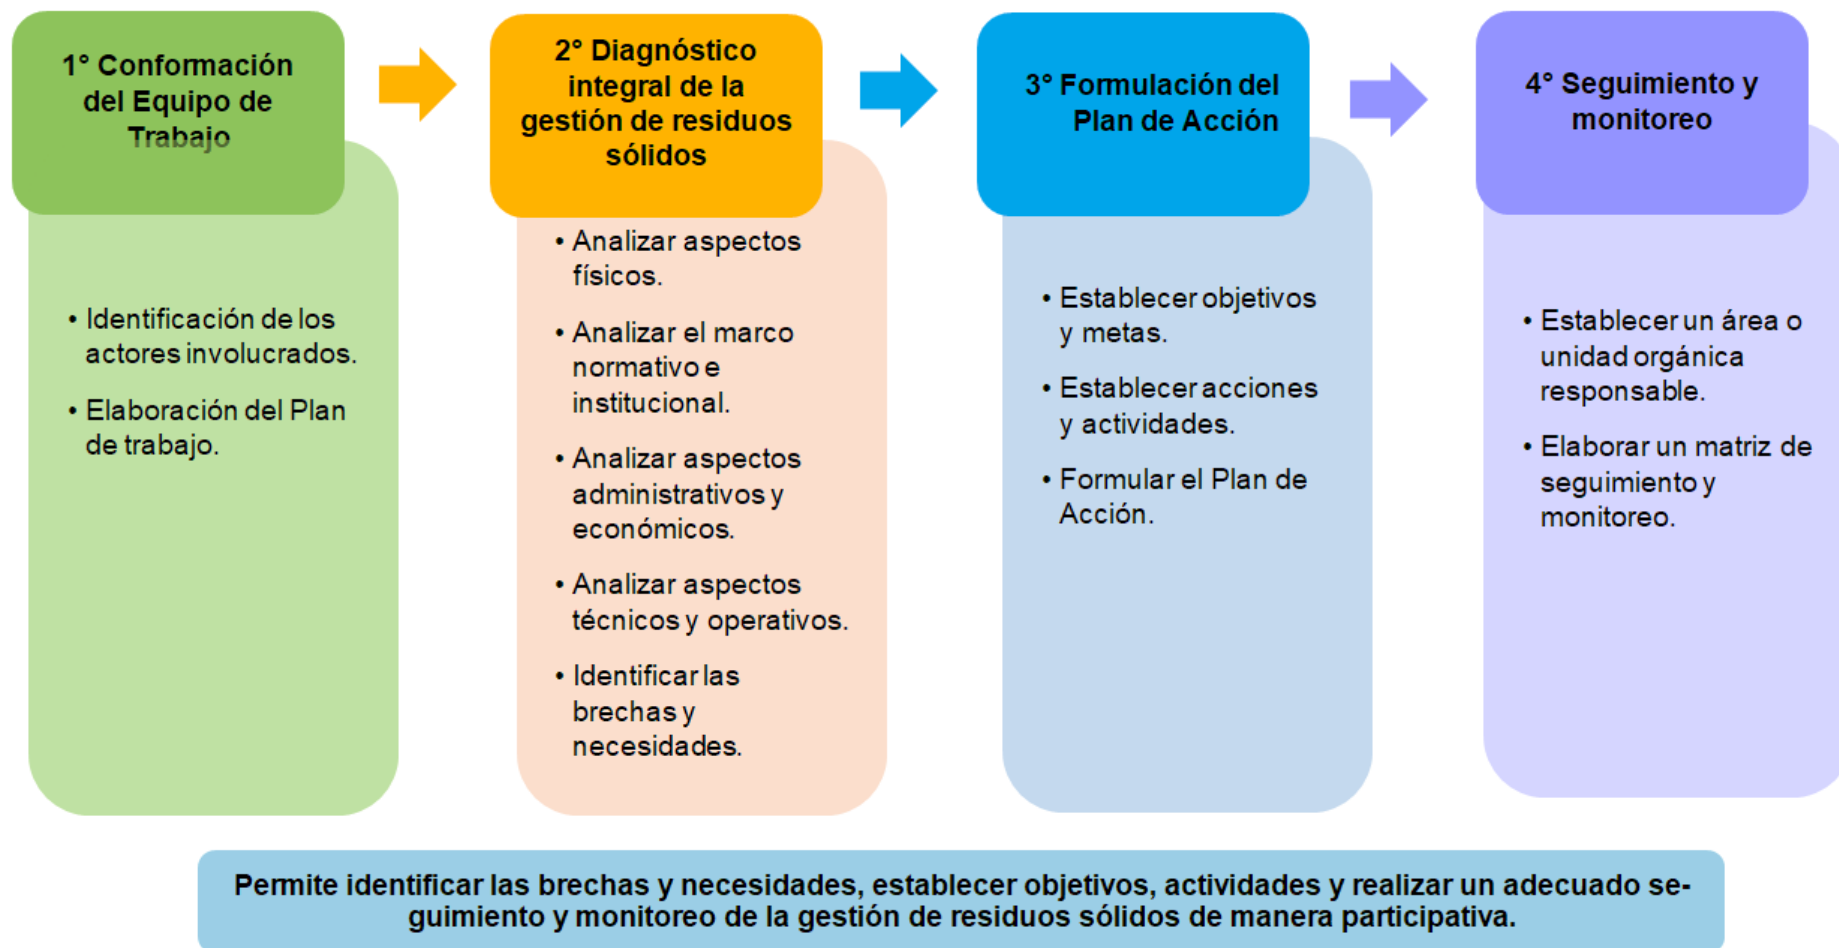 1° Conformación
del Equipo de
Trabajo
• Identificación de los
actores involucrados.
• Elaboración del Plan
de trabajo.
2° Diagnóstico
integral de la
gestión de residuos
sólidos
• Analizar aspectos
físicos.
• Analizar el marco
normativo e
institucional.
• Analizar aspectos
administrativos y
económicos.
• Analizar aspectos
técnicos y operativos.
• Identificar las
brechas y
necesidades.
3° Formulación del
Plan de Acción
• Establecer objetivos
y metas.
• Establecer acciones
y actividades.
• Formular el Plan de
Acción.
4° Seguimiento y
monitoreo
• Establecer un área o
unidad orgánica
responsable.
• Elaborar un matriz de
seguimiento y
monitoreo.
Permite identificar las brechas y necesidades, establecer objetivos, actividades y realizar un adecuado se-
guimiento y monitoreo de la gestión de residuos sólidos de manera participativa.